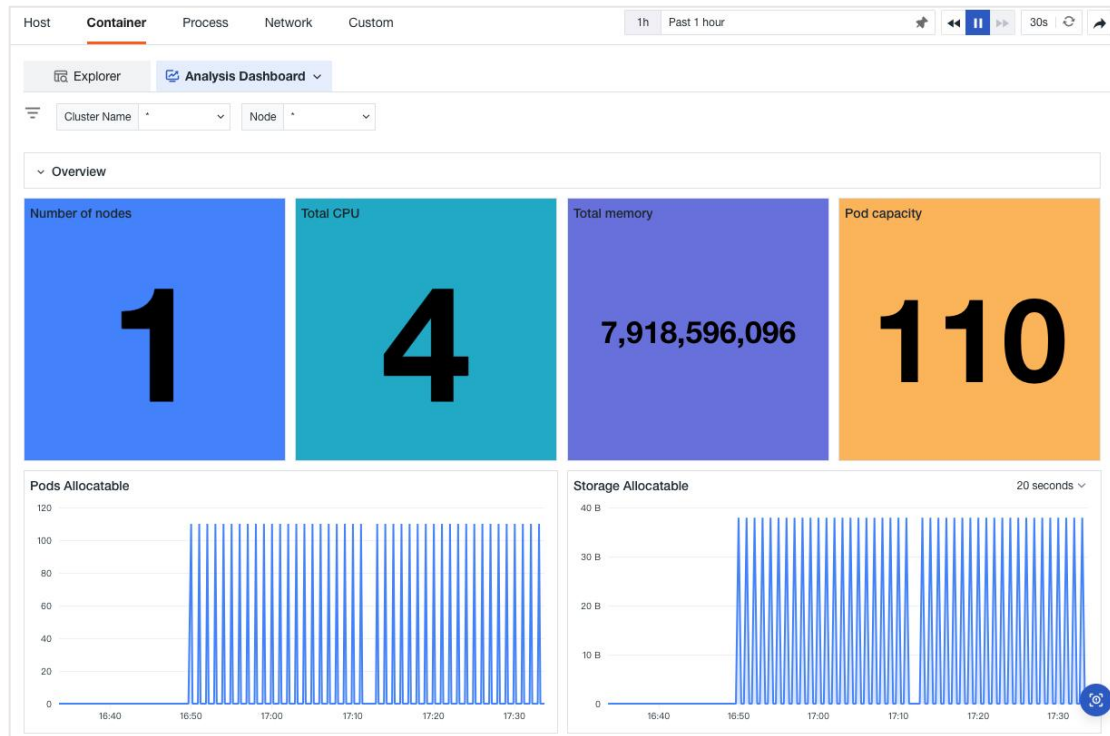 Host Container Process Network Custom 1h Past 1 hour 30s
Explorer Analysis Dashboard
Cluster Name * Node *
Overview
Number of nodes Total CPU Total memory Pod capacity
1 4 7,918,596,096 110
Pods Allocatable
120
100
80
60
40
20
0
16:40 16:50 17:00 17:10 17:20 17:30
Storage Allocatable 20 seconds
40 B
30 B
20 B
10 B
0
16:40 16:50 17:00 17:10 17:20 17:30